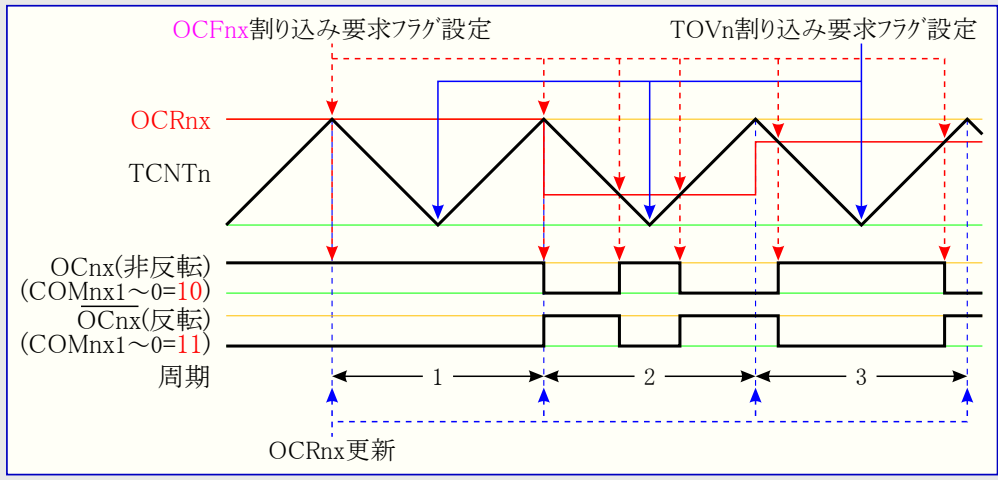 OCFnx割り込み要求フラグ設定
TOVn割り込み要求フラグ設定
OCRnx
TCNTn
OCnx(非反転)
(COMnx1～0=10)
OCnx(反転)
(COMnx1～0=11)
周期
1
2
3
OCRnx更新